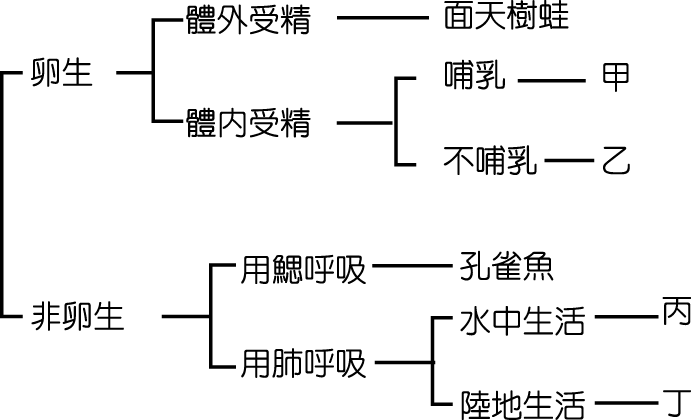 卵生
體外受精
面天樹蛙
體內受精
哺乳
甲
不哺乳
乙
非卵生
用鰓呼吸
孔雀魚
用肺呼吸
水中生活
丙
陸地生活
丁